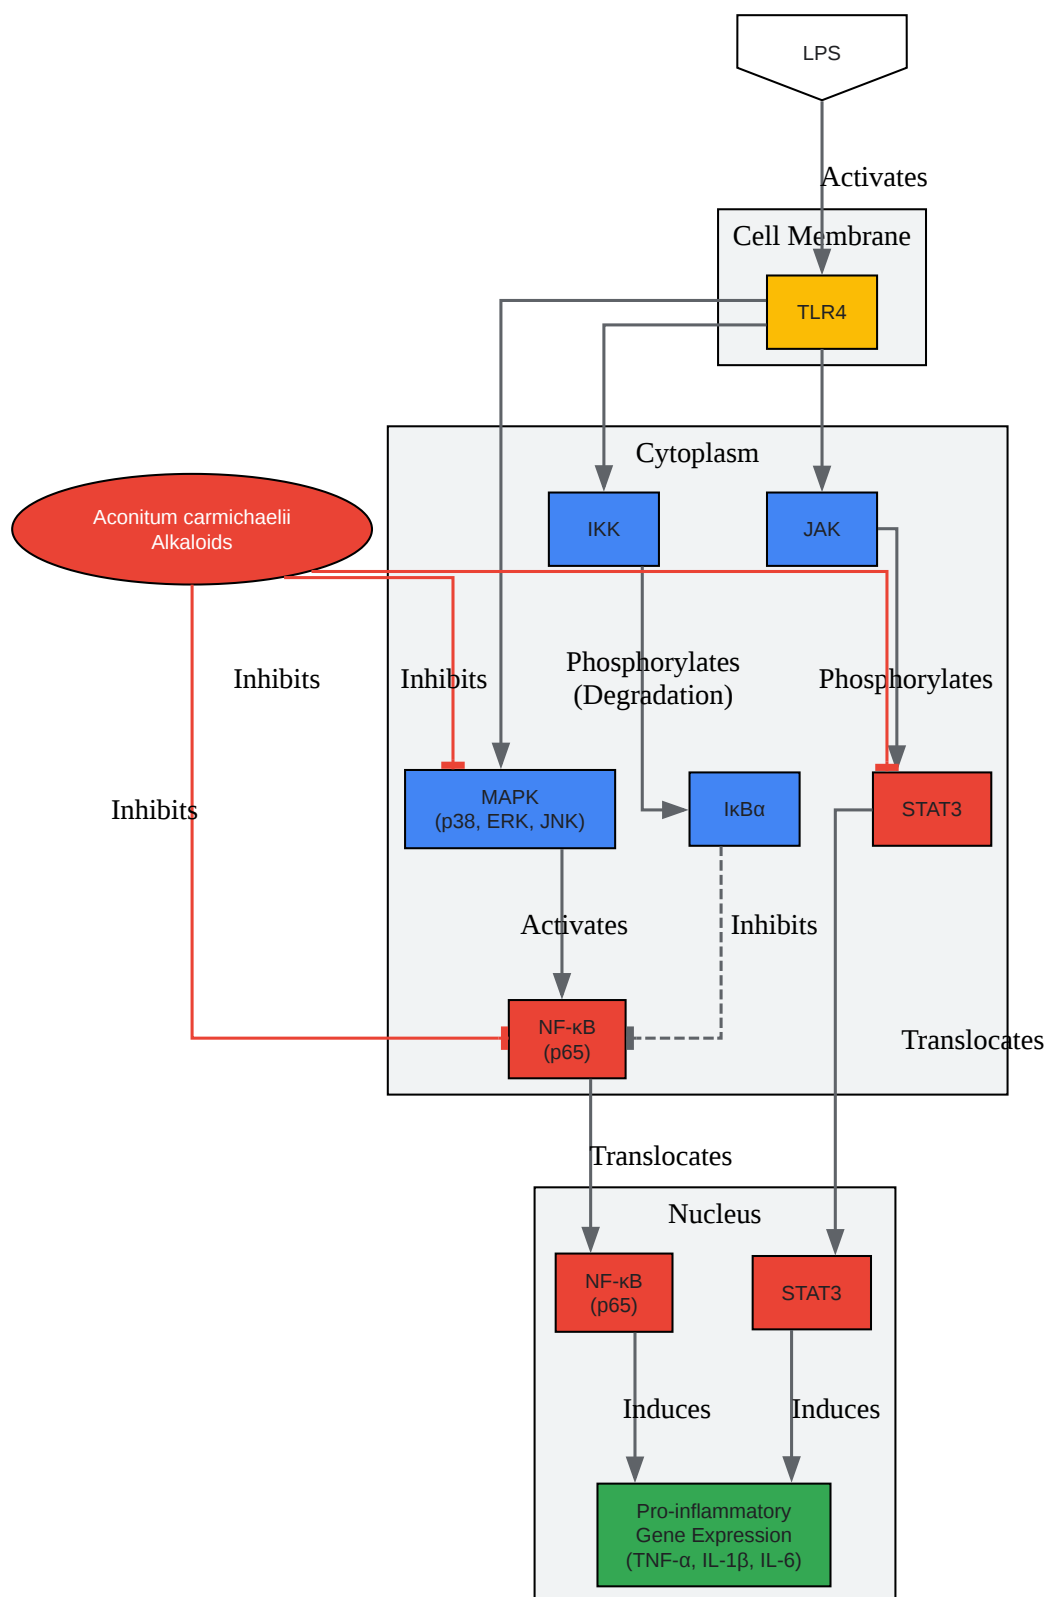 LPS
Activates
Cell Membrane
TLR4
Cytoplasm
Aconitum carmichaelii
Alkaloids
IKK
JAK
Inhibits
Inhibits
Phosphorylates
(Degradation)
Phosphorylates
Inhibits
MAPK
(p38, ERK, JNK)
IκBα
STAT3
Activates
Inhibits
NF-κB
(p65)
Translocates
Translocates
Nucleus
NF-κB
(p65)
STAT3
Induces
Induces
Pro-inflammatory
Gene Expression
(TNF-α, IL-1β, IL-6)